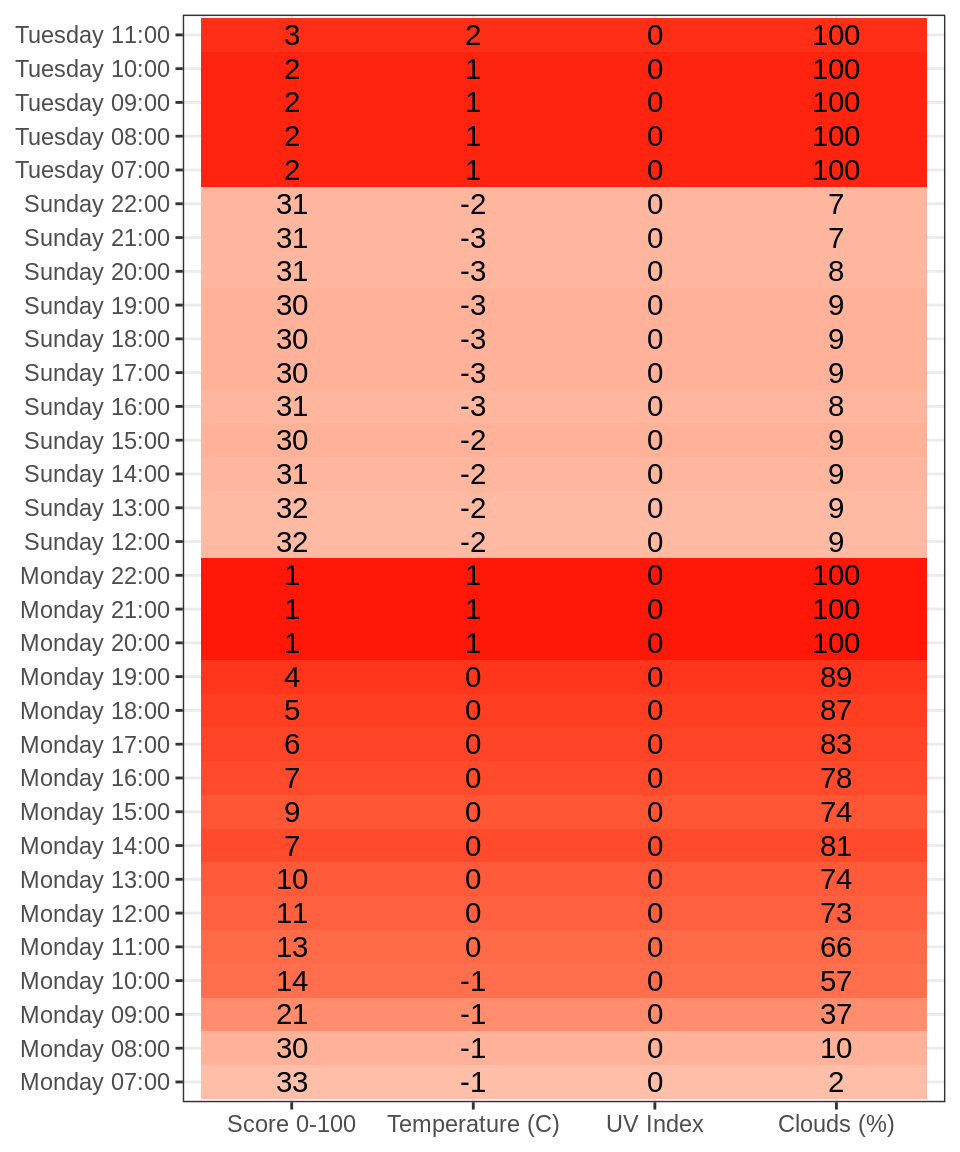 Tuesday 11:00 3 2 0 100
Tuesday 10:00 2 1 0 100
Tuesday 09:00 2 1 0 100
Tuesday 08:00 2 1 0 100
Tuesday 07:00 2 1 0 100
Sunday 22:00 31 -2 0 7
Sunday 21:00 31 -3 0 7
Sunday 20:00 31 -3 0 8
Sunday 19:00 30 -3 0 9
Sunday 18:00 30 -3 0 9
Sunday 17:00 30 -3 0 9
Sunday 16:00 31 -3 0 8
Sunday 15:00 30 -2 0 9
Sunday 14:00 31 -2 0 9
Sunday 13:00 32 -2 0 9
Sunday 12:00 32 -2 0 9
Monday 22:00 1 1 0 100
Monday 21:00 1 1 0 100
Monday 20:00 1 1 0 100
Monday 19:00 4 0 0 89
Monday 18:00 5 0 0 87
Monday 17:00 6 0 0 83
Monday 16:00 7 0 0 78
Monday 15:00 9 0 0 74
Monday 14:00 7 0 0 81
Monday 13:00 10 0 0 74
Monday 12:00 11 0 0 73
Monday 11:00 13 0 0 66
Monday 10:00 14 -1 0 57
Monday 09:00 21 -1 0 37
Monday 08:00 30 -1 0 10
Monday 07:00 33 -1 0 2
Score 0-100 Temperature (C) UV Index Clouds (%)